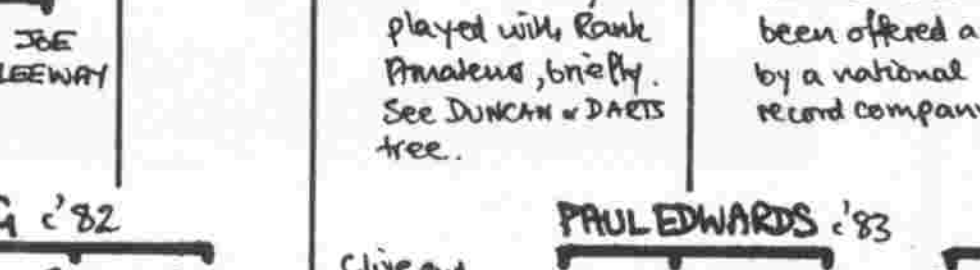 JOE
LEEWAY
played with Rank
Amateurs, briefly.
See DUNCAN & DARTS
tree.
been offered a
by a national
record compan
G c'82
PAUL EDWARDS c'83
Clive